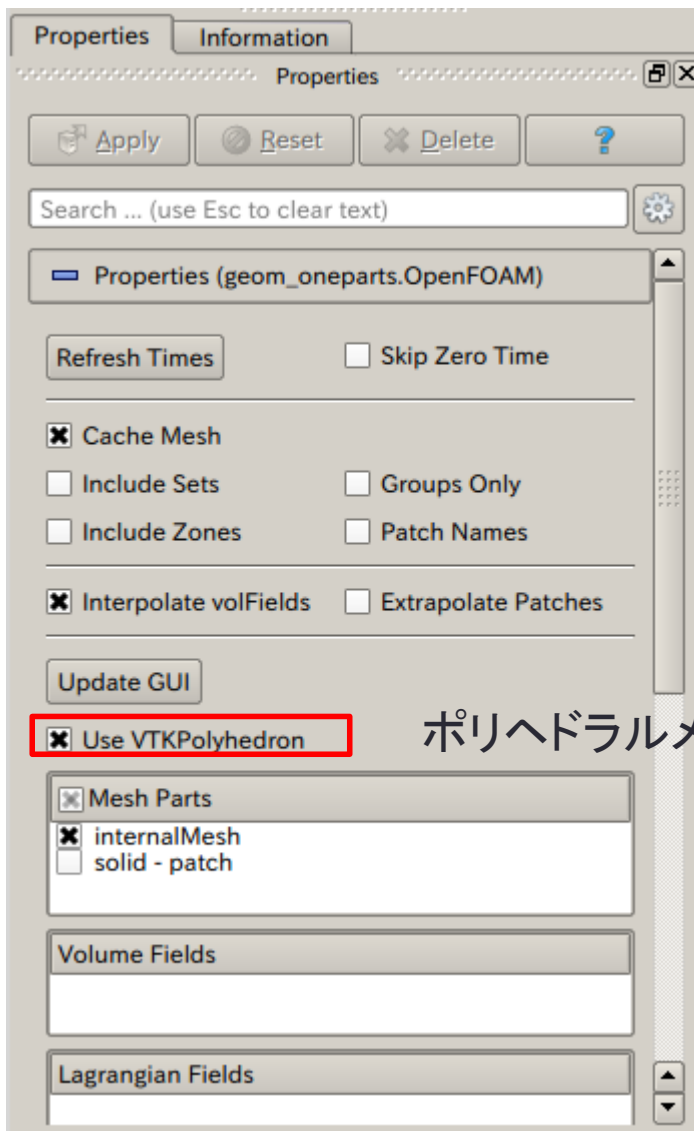 Properties Information
Properties
Apply Reset Delete ?
Search ... (use Esc to clear text)
Properties (geom_oneparts.OpenFOAM)
Refresh Times Skip Zero Time
Cache Mesh
Include Sets Groups Only
Include Zones Patch Names
Interpolate volFields Extrapolate Patches
Update GUI
Use VTKPolyhedron ポリヘドラルメ
Mesh Parts
internalMesh
solid - patch
Volume Fields
Lagrangian Fields